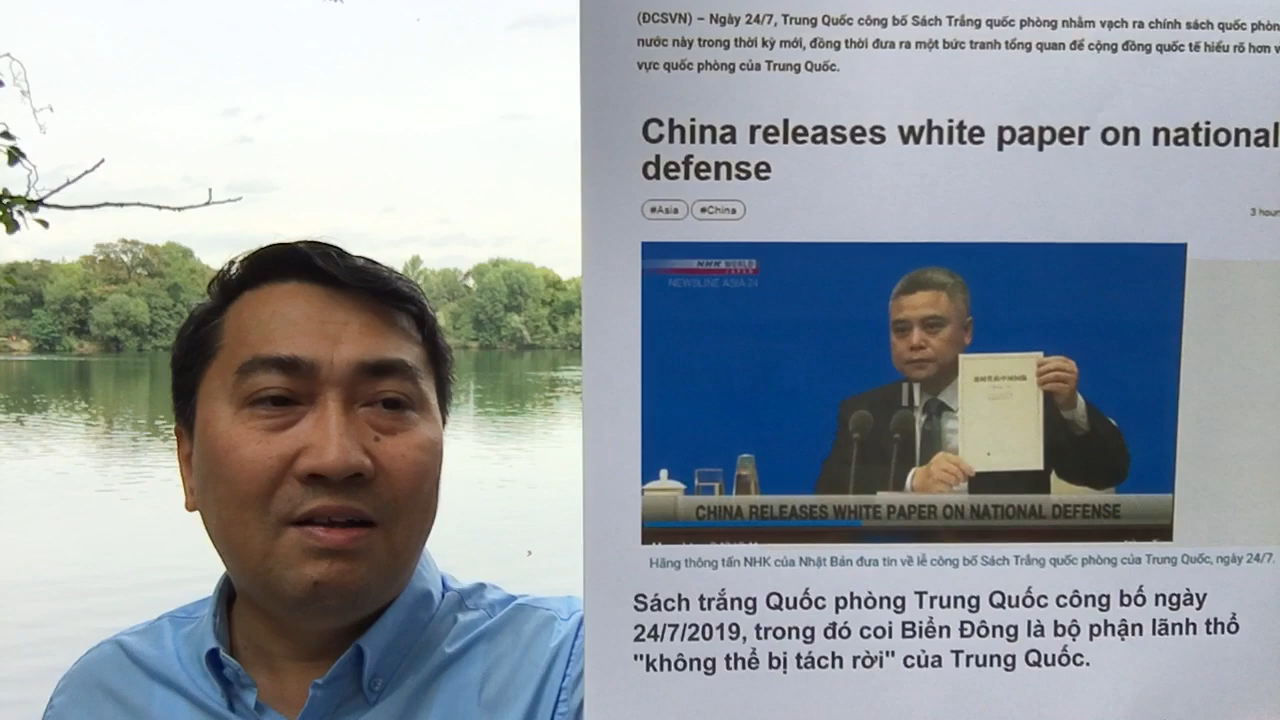 (ĐCSVN) – Ngày 24/7, Trung Quốc công bố Sách Trắng quốc phòng nhằm vạch ra chính sách quốc phòn
nước này trong thời kỳ mới, đồng thời đưa ra một bức tranh tổng quan để cộng đồng quốc tế hiểu rõ hơn v
vực quốc phòng của Trung Quốc.
China releases white paper on national
defense
#Asia #China
3 hour
NHK WORLD
JAPAN
NEWSLINE ASIA 24
CHINA RELEASES WHITE PAPER ON NATIONAL DEFENSE
Hãng thông tấn NHK của Nhật Bản đưa tin về lễ công bố Sách Trắng quốc phòng của Trung Quốc, ngày 24/7.
Sách trắng Quốc phòng Trung Quốc công bố ngày
24/7/2019, trong đó coi Biển Đông là bộ phận lãnh thổ
"không thể bị tách rời" của Trung Quốc.